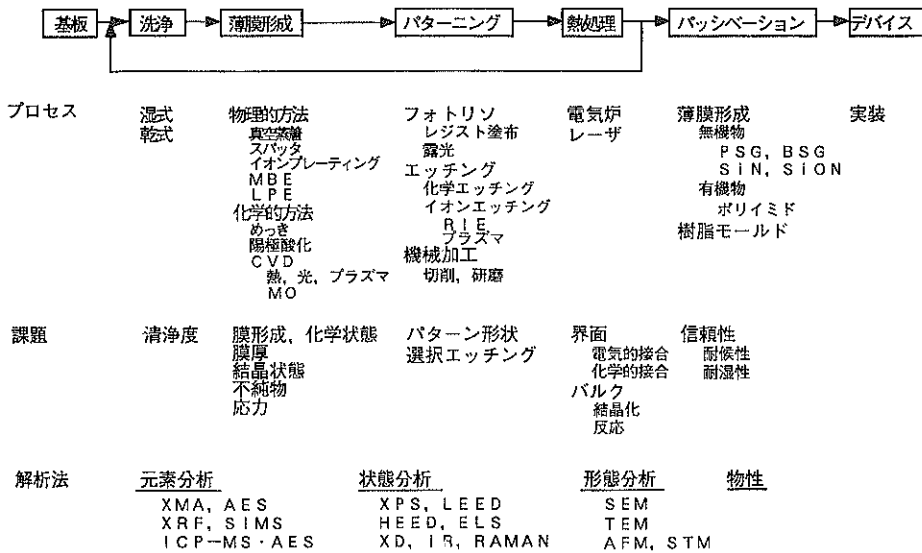 基板 洗浄 薄膜形成 パターニング 熱処理 パッシベーション デバイス
プロセス 湿式 物理的方法 フォトリソ 電気炉 薄膜形成 実装
乾式 真空蒸着 レジスト塗布 レーザ 無機物
スパッタ 露光 PSG, BSG
イオンプレーティング エッチング SiN, SiON
MBE 化学エッチング 有機物
LPE イオンエッチング ポリイミド
化学的方法 RIE 樹脂モールド
めっき プラズマ
陽極酸化 機械加工
CVD 切削, 研磨
熱, 光, プラズマ
MO
課題 清浄度 膜形成, 化学状態 パターン形状 界面 信頼性
膜厚 選択エッチング 電気的接合 耐候性
結晶状態 化学的接合 耐湿性
不純物 バルク
応力 結晶化
反応
解析法 元素分析 状態分析 形態分析 物性
XMA, AES XPS, LEED SEM
XRF, SIMS HEED, ELS TEM
ICP-MS・AES XD, IR, RAMAN AFM, STM